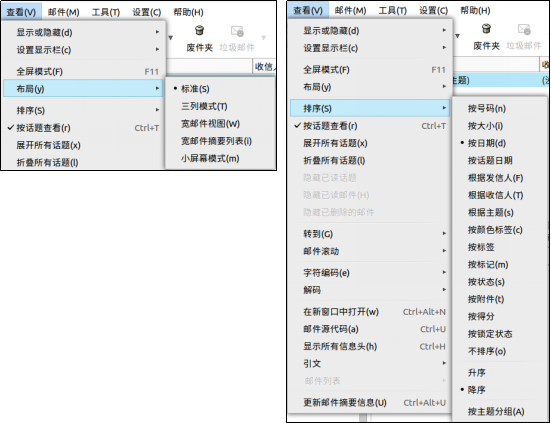 查看(V) 邮件(M) 工具(T) 设置(C) 帮助(H)
废件夹 垃圾邮件
显示或隐藏(d)
设置显示栏(c)
全屏模式(F) F11
布局(y)
排序(S)
按话题查看(r) Ctrl+T
展开所有话题(x)
折叠所有话题(l)
标准(S)
三列模式(T)
宽邮件视图(W)
宽邮件摘要列表(i)
小屏幕模式(m)
查看(V) 邮件(M) 工具(T) 设置(C) 帮助(H)
废件夹 垃圾邮件
显示或隐藏(d)
设置显示栏(c)
全屏模式(F) F11
布局(y)
排序(S)
按话题查看(r) Ctrl+T
展开所有话题(x)
折叠所有话题(l)
隐藏已读话题
隐藏已读邮件(H)
隐藏已删除的邮件
转到(G)
邮件滚动
字符编码(e)
解码
在新窗口中打开(w) Ctrl+Alt+N
邮件源代码(a) Ctrl+U
显示所有信息头(h) Ctrl+H
引文
邮件列表
更新邮件摘要信息(U) Ctrl+Alt+U
主题)
按号码(n)
按大小(i)
按日期(d)
按话题日期
根据发信人(F)
根据收信人(T)
根据主题(s)
按颜色标签(c)
按标签
按标记(m)
按状态(s)
按附件(t)
按得分
按锁定状态
不排序(o)
升序
降序
按主题分组(A)